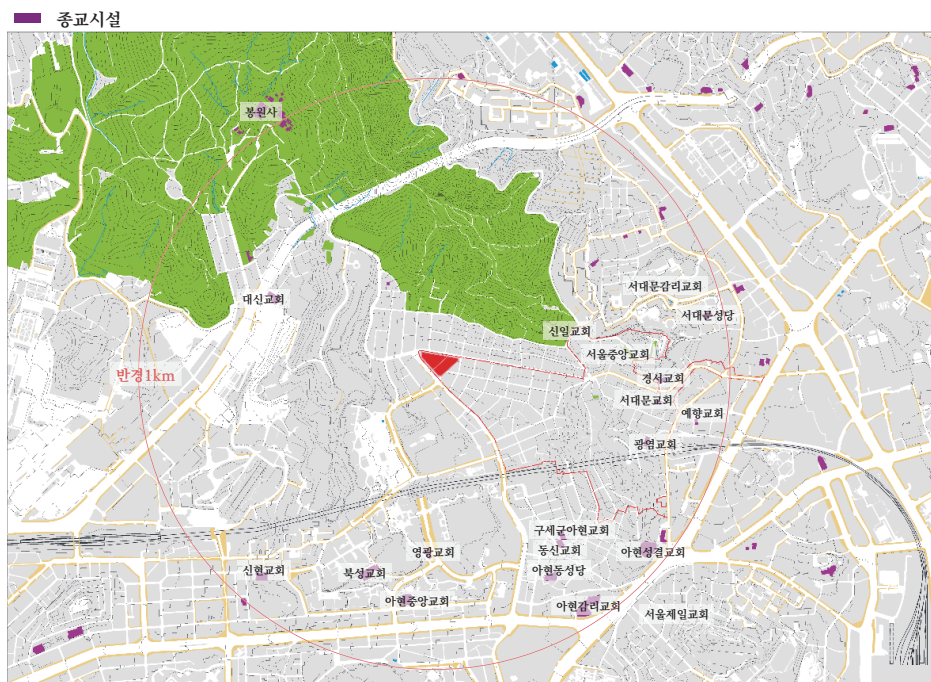 종교시설
봉원사
서대문감리교회
대신교회
서대문성당
신일교회
서울중앙교회
반경1km
경서교회
서대문교회
예향교회
광염교회
구세군아현교회
영광교회
동신교회
아현성결교회
신현교회
북성교회
아현동성당
아현중앙교회
아현감리교회
서울제일교회